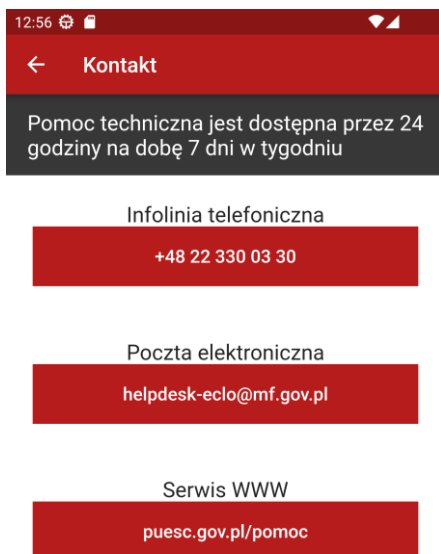 12:56
Kontakt
Pomoc techniczna jest dostępna przez 24
godziny na dobę 7 dni w tygodniu
Infolinia telefoniczna
+48 22 330 03 30
Poczta elektroniczna
helpdesk-eclo@mf.gov.pl
Serwis WWW
puesc.gov.pl/pomoc